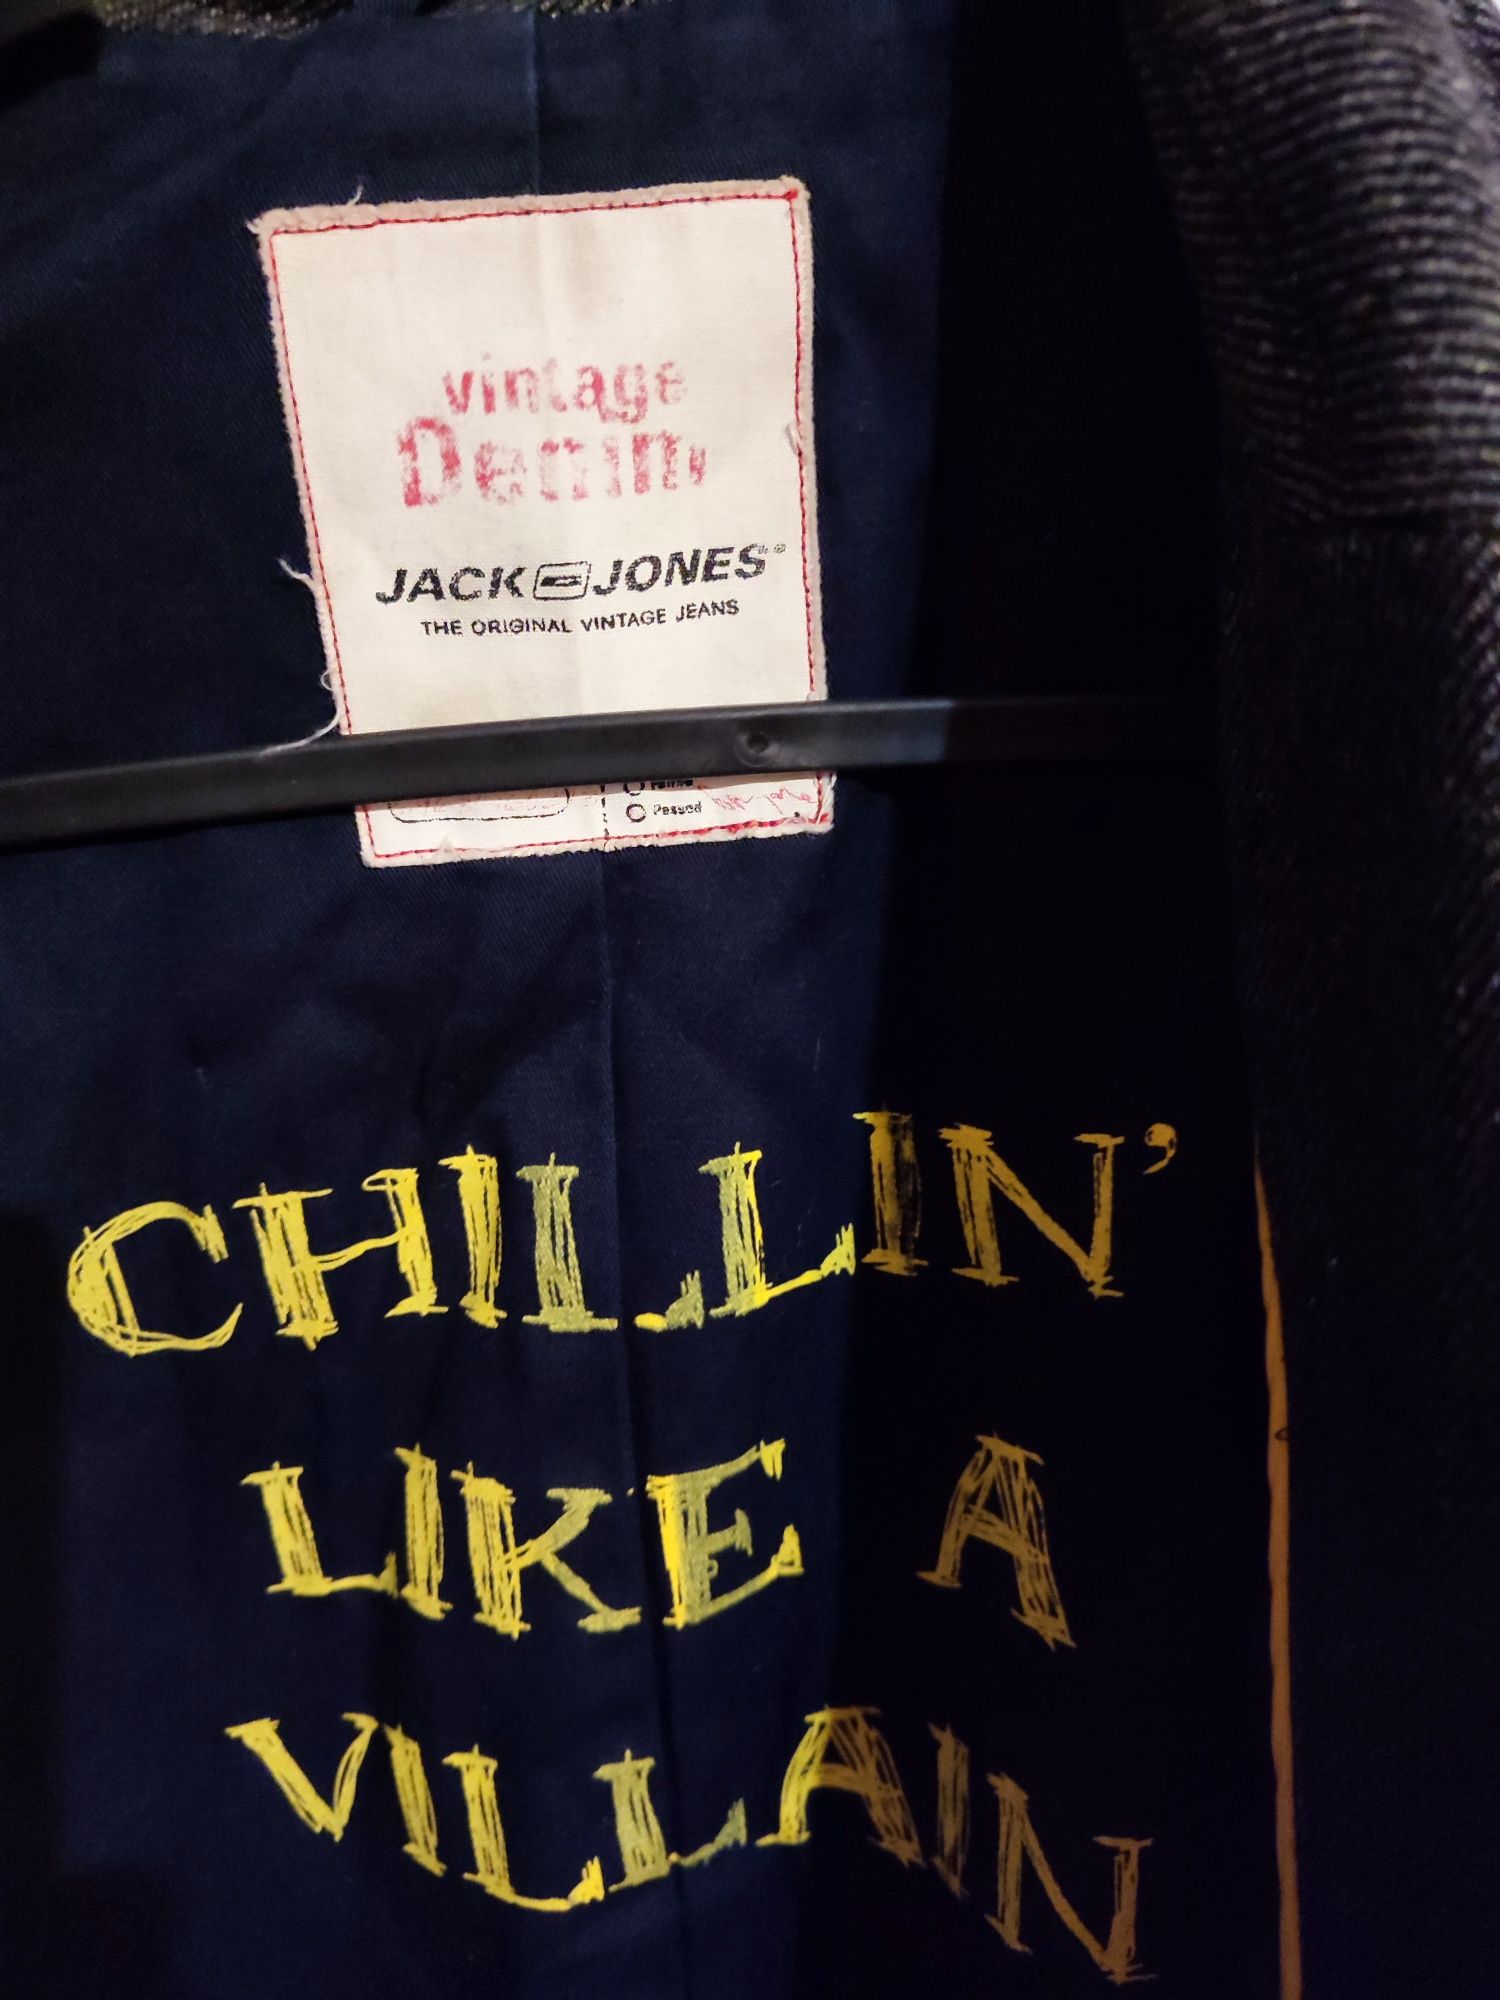 vintage
Denim
JACK JONES
THE ORIGINAL VINTAGE JEANS
Passed
CHILLIN'
LIKE A
VILLAIN